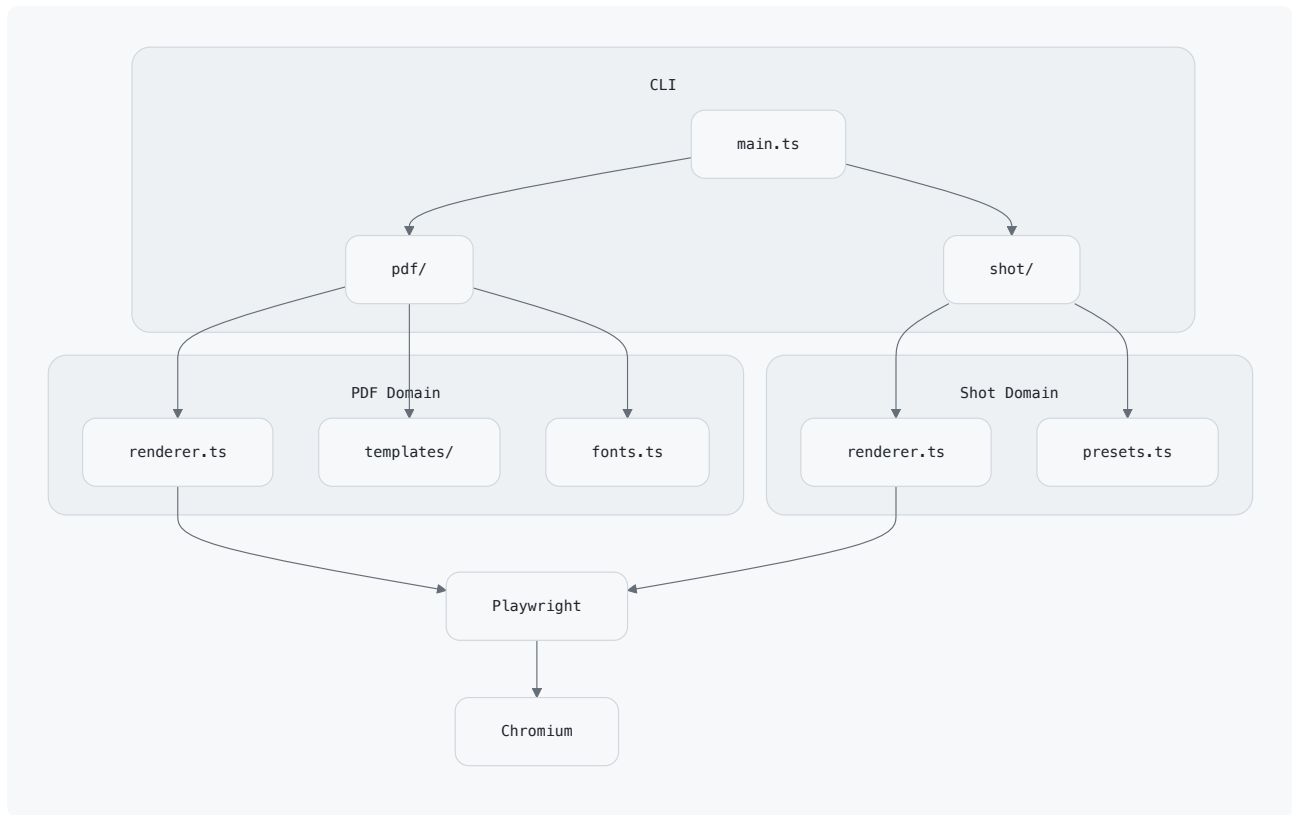 CLI
main.ts
pdf/
shot/
PDF Domain
Shot Domain
renderer.ts
templates/
fonts.ts
renderer.ts
presets.ts
Playwright
Chromium